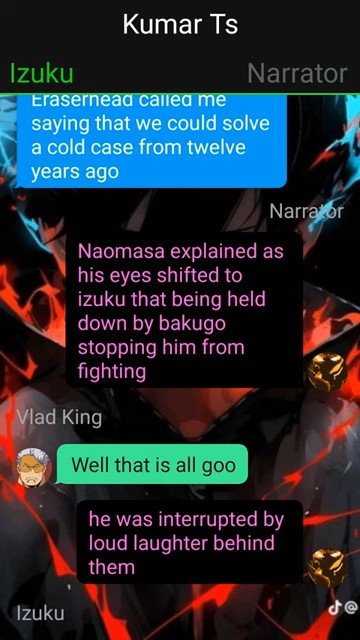 Kumar Ts
Izuku
Narrator
Eraserhead called me
saying that we could solve
a cold case from twelve
years ago
Narrator
Naomasa explained as
his eyes shifted to
izuku that being held
down by bakugo
stopping him from
fighting
Vlad King
Well that is all goo
he was interrupted by
loud laughter behind
them
Izuku
@